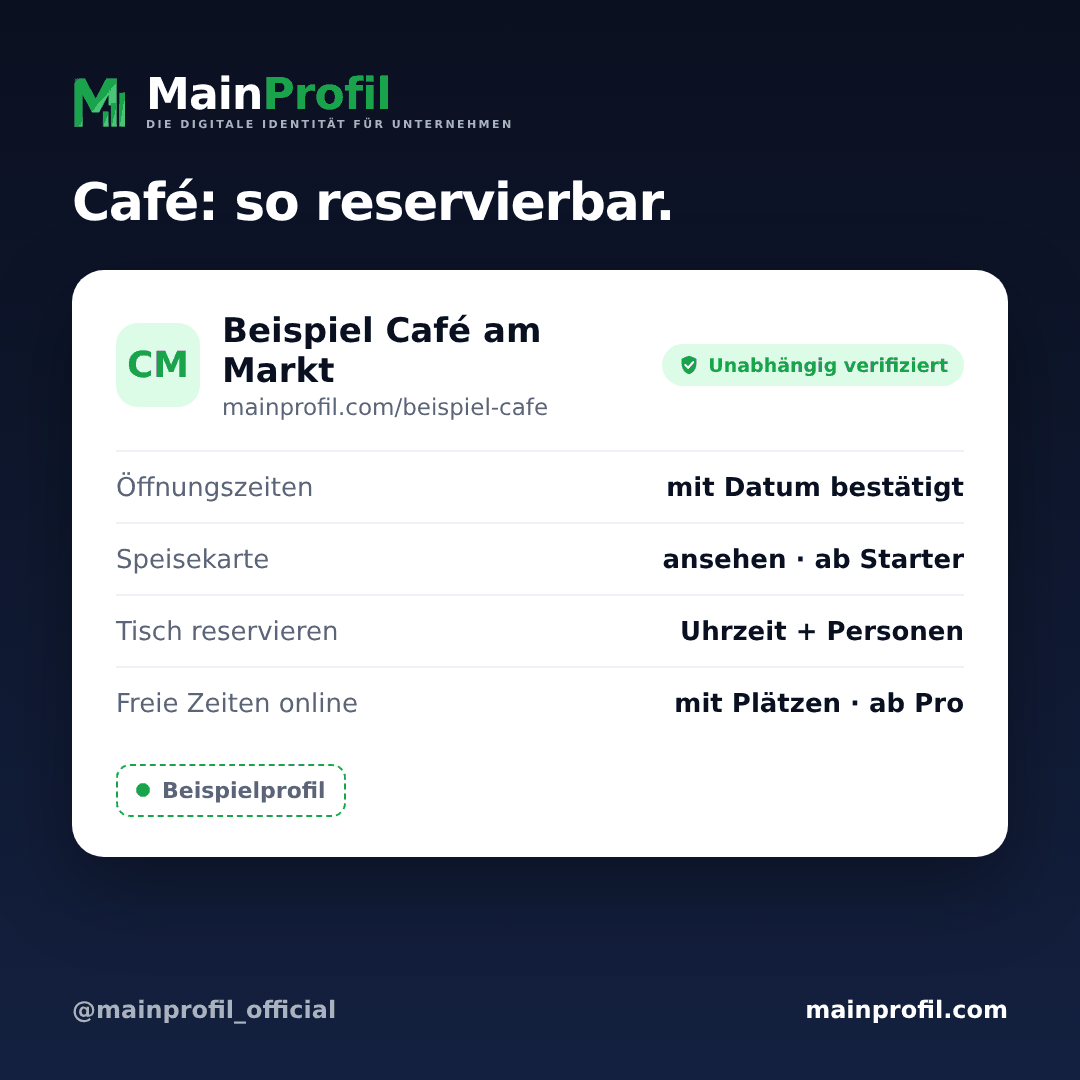 MainProfil
DIE DIGITALE IDENTITÄT FÜR UNTERNEHMEN
Café: so reservierbar.
CM
Beispiel Café am
Markt
mainprofil.com/beispiel-cafe
Unabhängig verifiziert
Öffnungszeiten mit Datum bestätigt
Speisekarte ansehen · ab Starter
Tisch reservieren Uhrzeit + Personen
Freie Zeiten online mit Plätzen · ab Pro
Beispielprofil
@mainprofil_official mainprofil.com